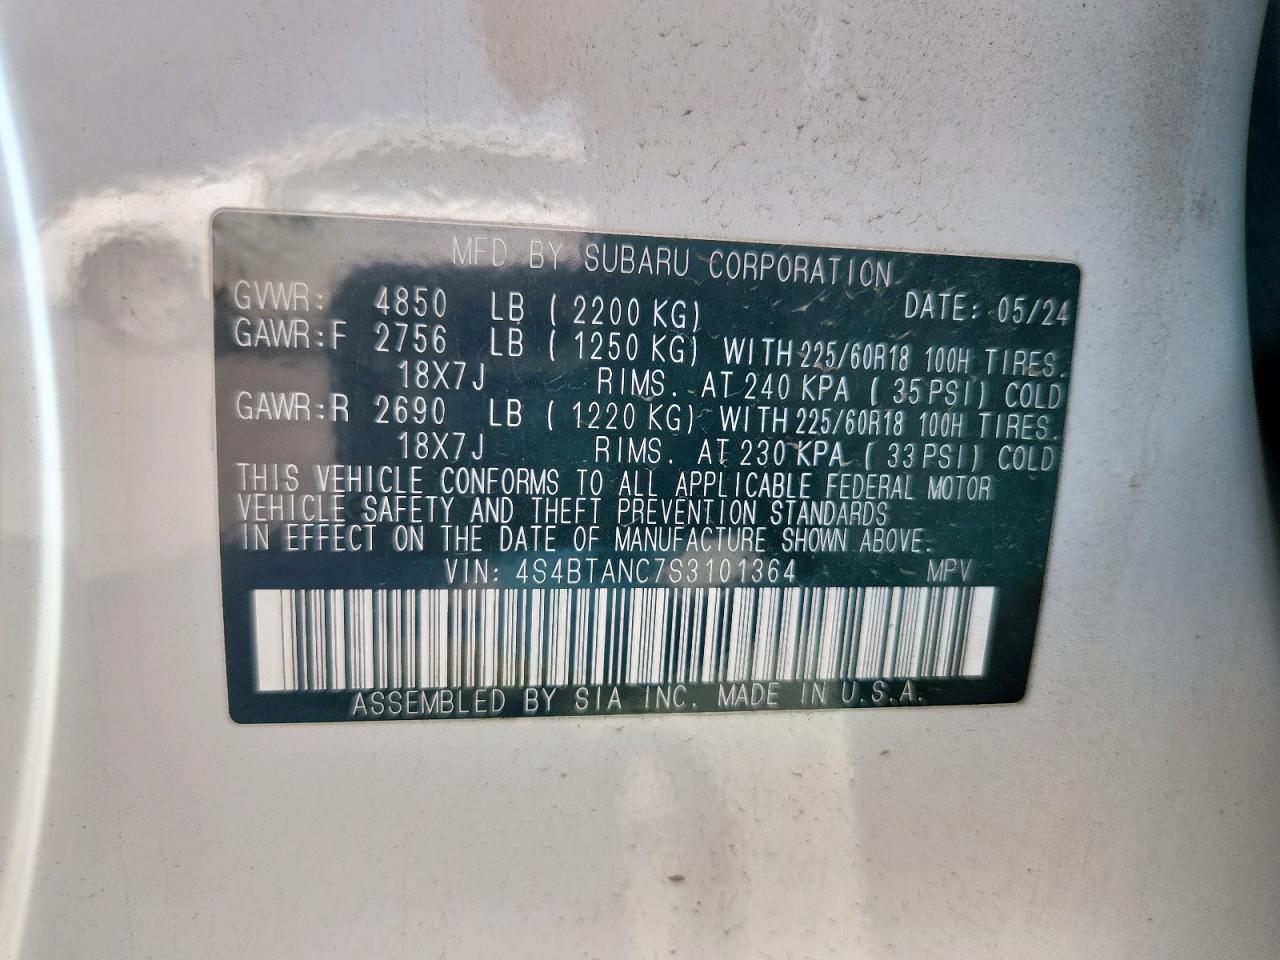 MFD BY SUBARU CORPORATION
GVWR: 4850 LB ( 2200 KG) DATE: 05/24
GAWR:F 2756 LB ( 1250 KG) WITH 225/60R18 100H TIRES.
18X7J RIMS. AT 240 KPA ( 35 PSI) COLD
GAWR:R 2690 LB ( 1220 KG) WITH 225/60R18 100H TIRES.
18X7J RIMS. AT 230 KPA ( 33 PSI) COLD
THIS VEHICLE CONFORMS TO ALL APPLICABLE FEDERAL MOTOR
VEHICLE SAFETY AND THEFT PREVENTION STANDARDS
IN EFFECT ON THE DATE OF MANUFACTURE SHOWN ABOVE.
VIN: 4S4BTANC7S3101364 MPV
ASSEMBLED BY SIA INC. MADE IN U.S.A.